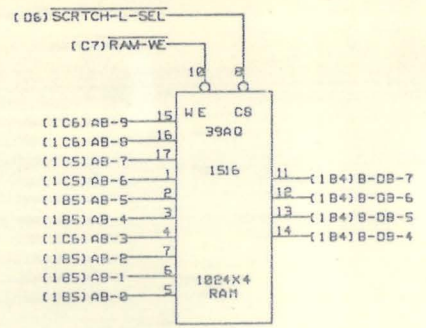 (D6) SCRTCH-L-SEL
(C7) RAM-WE
10 8
WE CS
39AQ
1516
1024X4
RAM
(1C6) AB-9 15
(1C6) AB-8 16
(1C5) AB-7 17
(1C5) AB-6 1
(1B5) AB-5 2
(1B5) AB-4 3
(1C6) AB-3 4
(1B5) AB-2 7
(1B5) AB-1 6
(1B5) AB-0 5
11 (1B4) B-DB-7
12 (1B4) B-DB-6
13 (1B4) B-DB-5
14 (1B4) B-DB-4